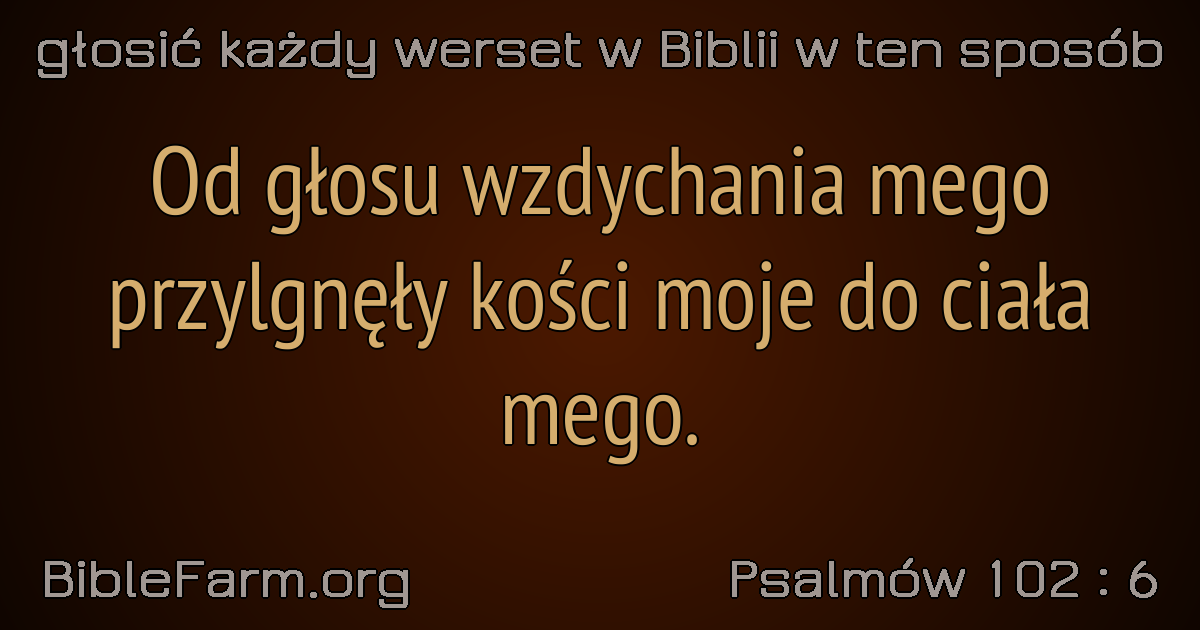 głosić każdy werset w Biblii w ten sposób
Od głosu wzdychania mego
przylgnęły kości moje do ciała
mego.
BibleFarm.org
Psalmów 102 : 6